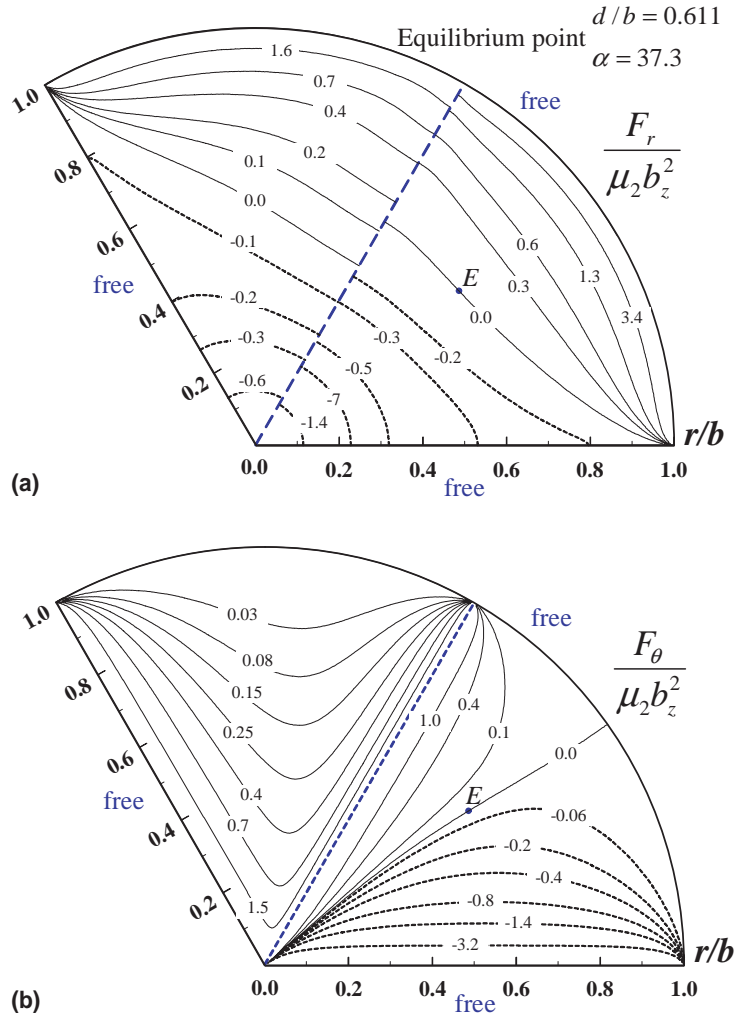 Equilibrium point d/b = 0.611
α = 37.3
free
F_r / μ_2 b_z^2
1.6
0.7
0.4
0.2
0.1
0.0
-0.1
-0.2
-0.3
-0.6
-1.4
-7
-0.5
-0.3
-0.2
E
0.0
0.3
0.6
1.3
3.4
1.0
0.8
0.6
0.4
0.2
free
0.0 0.2 0.4 0.6 0.8 1.0
r/b
free
(a)
free
F_θ / μ_2 b_z^2
0.03
0.08
0.15
0.25
0.4
0.7
1.5
1.0
0.4
0.1
0.0
E
-0.06
-0.2
-0.4
-0.8
-1.4
-3.2
1.0
0.8
0.6
0.4
0.2
free
0.0 0.2 0.4 0.6 0.8 1.0
r/b
free
(b)